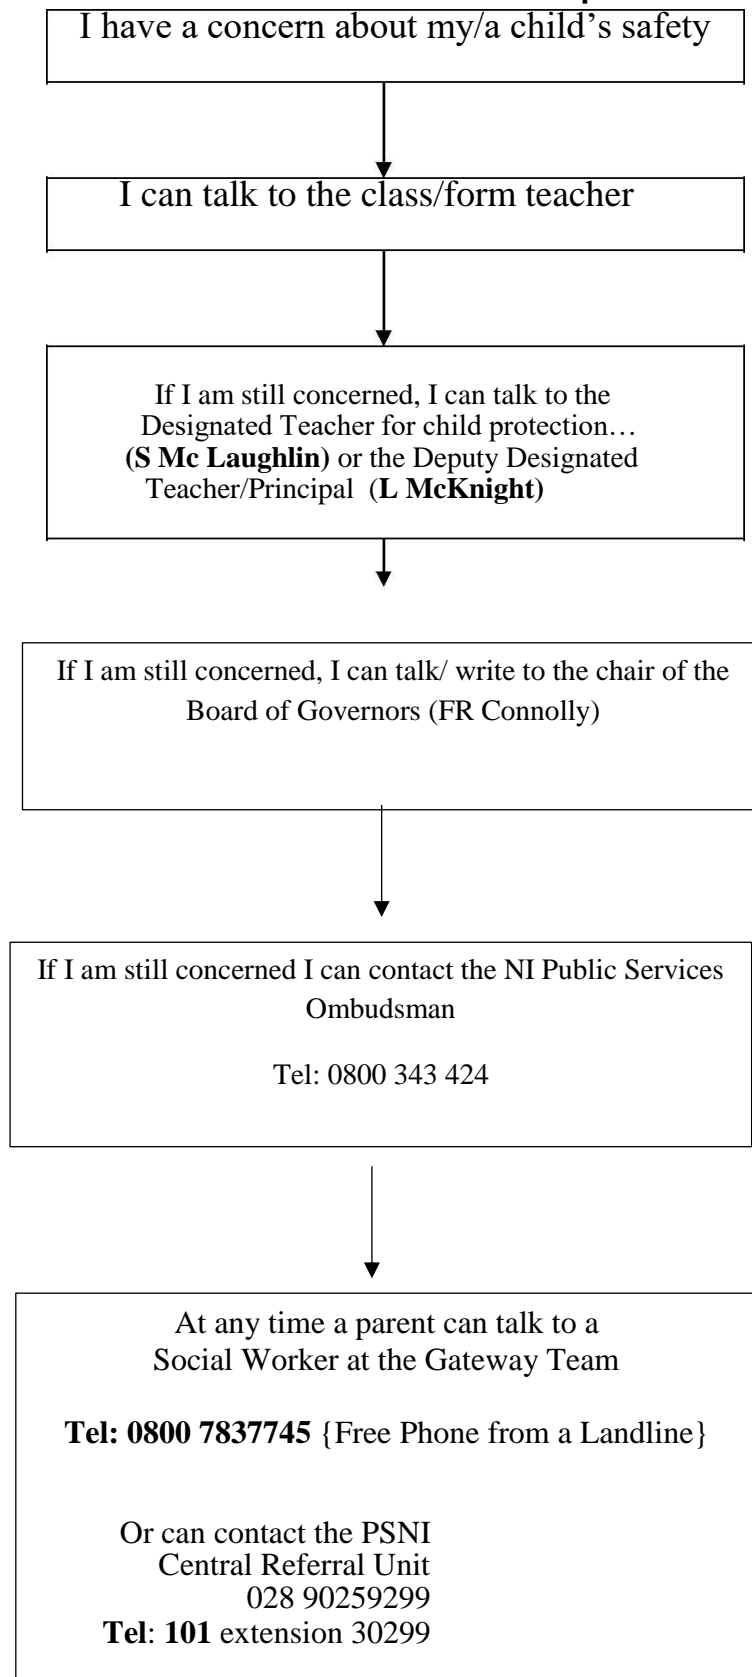 I have a concern about my/a child’s safety
I can talk to the class/form teacher
If I am still concerned, I can talk to the
Designated Teacher for child protection…
(S Mc Laughlin) or the Deputy Designated
Teacher/Principal (L McKnight)
If I am still concerned, I can talk/ write to the chair of the
Board of Governors (FR Connolly)
If I am still concerned I can contact the NI Public Services
Ombudsman
Tel: 0800 343 424
At any time a parent can talk to a
Social Worker at the Gateway Team
Tel: 0800 7837745 {Free Phone from a Landline}
Or can contact the PSNI
Central Referral Unit
028 90259299
Tel: 101 extension 30299